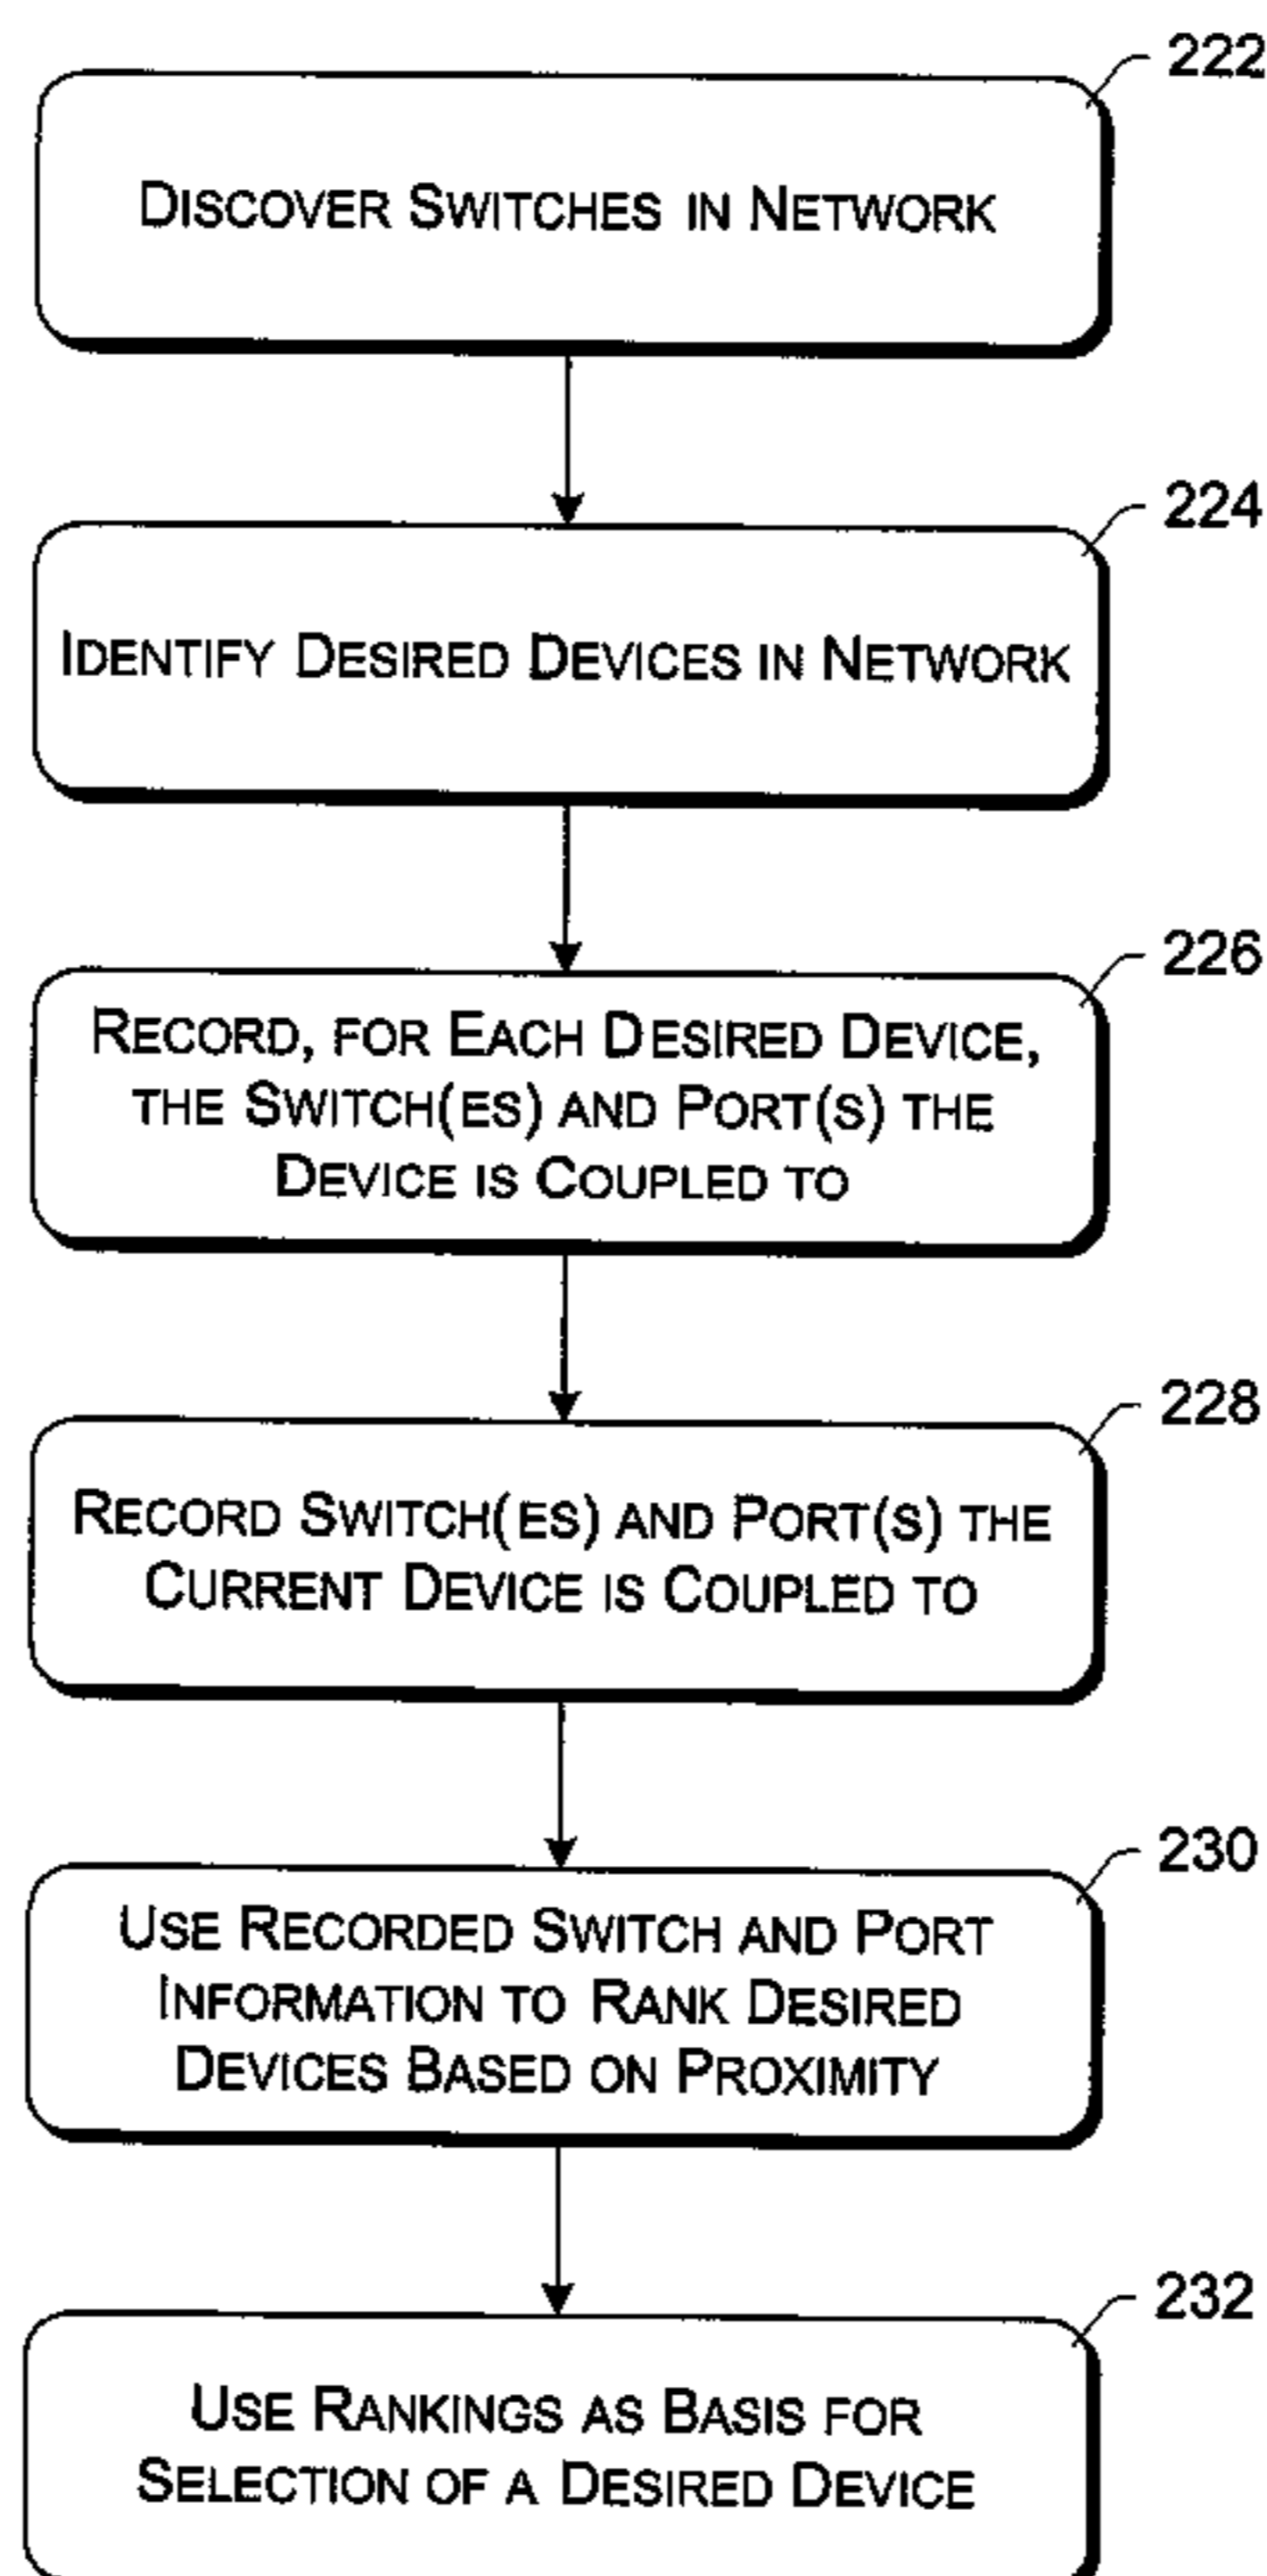 222
DISCOVER SWITCHES IN NETWORK
224
IDENTIFY DESIRED DEVICES IN NETWORK
226
RECORD, FOR EACH DESIRED DEVICE,
THE SWITCH(ES) AND PORT(S) THE
DEVICE IS COUPLED TO
228
RECORD SWITCH(ES) AND PORT(S) THE
CURRENT DEVICE IS COUPLED TO
230
USE RECORDED SWITCH AND PORT
INFORMATION TO RANK DESIRED
DEVICES BASED ON PROXIMITY
232
USE RANKINGS AS BASIS FOR
SELECTION OF A DESIRED DEVICE